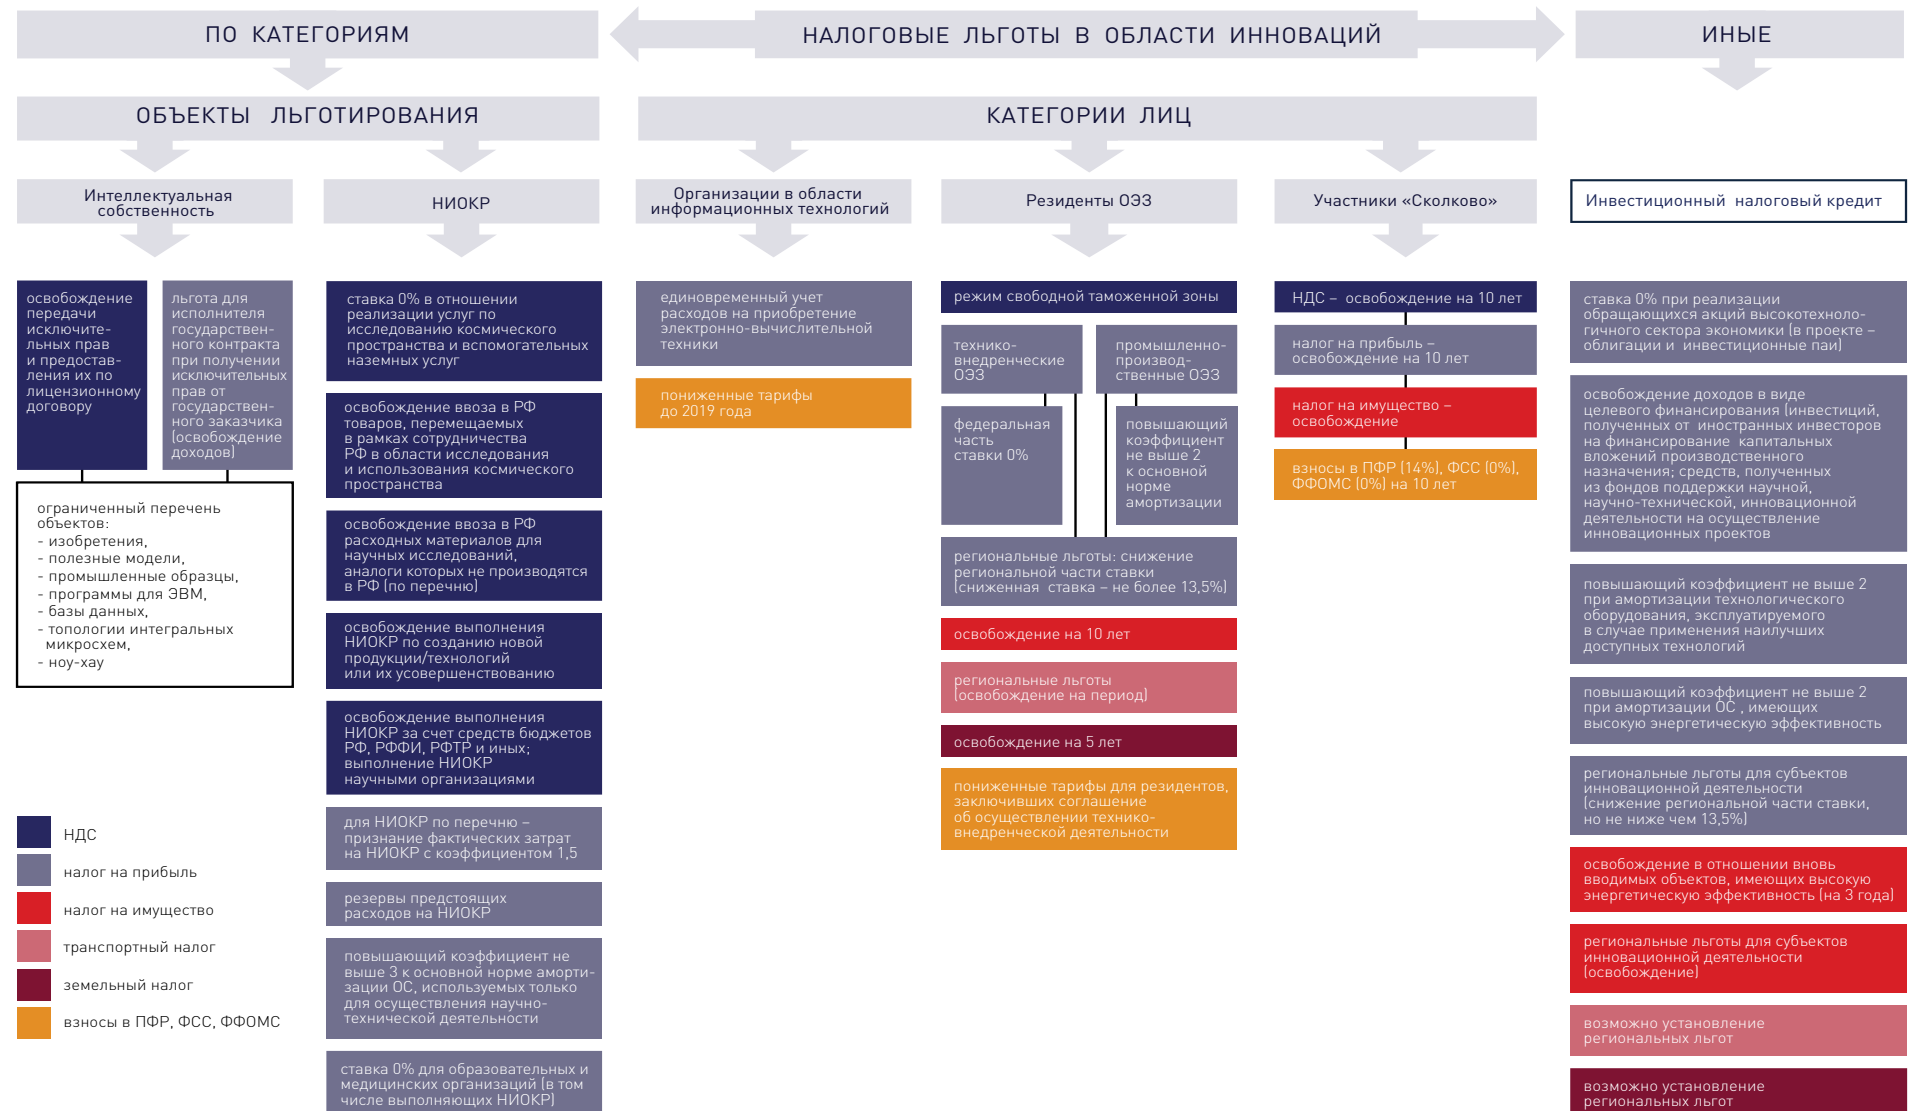 ПО КАТЕГОРИЯМ
НАЛОГОВЫЕ ЛЬГОТЫ В ОБЛАСТИ ИННОВАЦИЙ
ИНЫЕ
ОБЪЕКТЫ ЛЬГОТИРОВАНИЯ
КАТЕГОРИИ ЛИЦ
Интеллектуальная
собственность
НИОКР
Организации в области
информационных технологий
Резиденты ОЭЗ
Участники «Сколково»
Инвестиционный налоговый кредит
освобождение
передачи
исключите-
льных прав
и предостав-
ления их по
лицензионному
договору
льгота для
исполнителя
государствен-
ного контракта
при получении
исключительных
прав от
государствен-
ного заказчика
(освобождение
доходов)
ограниченный перечень
объектов:
- изобретения,
- полезные модели,
- промышленные образцы,
- программы для ЭВМ,
- базы данных,
- топологии интегральных
микросхем,
- ноу-хау
ставка 0% в отношении
реализации услуг по
исследованию космического
пространства и вспомогательных
наземных услуг
освобождение ввоза в РФ
товаров, перемещаемых
в рамках сотрудничества
РФ в области исследования
и использования космического
пространства
освобождение ввоза в РФ
расходных материалов для
научных исследований,
аналоги которых не производятся
в РФ (по перечню)
освобождение выполнения
НИОКР по созданию новой
продукции/технологий
или их усовершенствованию
освобождение выполнения
НИОКР за счет средств бюджетов
РФ, РФФИ, РФТР и иных;
выполнение НИОКР
научными организациями
для НИОКР по перечню –
признание фактических затрат
на НИОКР с коэффициентом 1,5
резервы предстоящих
расходов на НИОКР
повышающий коэффициент не
выше 3 к основной норме аморти-
зации ОС, используемых только
для осуществления научно-
технической деятельности
ставка 0% для образовательных и
медицинских организаций (в том
числе выполняющих НИОКР)
единовременный учет
расходов на приобретение
электронно-вычислительной
техники
пониженные тарифы
до 2019 года
режим свободной таможенной зоны
технико-
внедренческие
ОЭЗ
промышленно-
производ-
ственные ОЭЗ
федеральная
часть
ставки 0%
повышающий
коэффициент
не выше 2
к основной
норме
амортизации
региональные льготы: снижение
региональной части ставки
(сниженная ставка – не более 13,5%)
освобождение на 10 лет
региональные льготы
(освобождение на период)
освобождение на 5 лет
пониженные тарифы для резидентов,
заключивших соглашение
об осуществлении технико-
внедренческой деятельности
НДС – освобождение на 10 лет
налог на прибыль –
освобождение на 10 лет
налог на имущество –
освобождение
взносы в ПФР (14%), ФСС (0%),
ФФОМС (0%) на 10 лет
ставка 0% при реализации
обращающихся акций высокотехноло-
гичного сектора экономики (в проекте –
облигации и инвестиционные паи)
освобождение доходов в виде
целевого финансирования (инвестиций,
полученных от иностранных инвесторов
на финансирование капитальных
вложений производственного
назначения; средств, полученных
из фондов поддержки научной,
научно-технической, инновационной
деятельности на осуществление
инновационных проектов
повышающий коэффициент не выше 2
при амортизации технологического
оборудования, эксплуатируемого
в случае применения наилучших
доступных технологий
повышающий коэффициент не выше 2
при амортизации ОС , имеющих
высокую энергетическую эффективность
региональные льготы для субъектов
инновационной деятельности
(снижение региональной части ставки,
но не ниже чем 13,5%)
освобождение в отношении вновь
вводимых объектов, имеющих высокую
энергетическую эффективность (на 3 года)
региональные льготы для субъектов
инновационной деятельности
(освобождение)
возможно установление
региональных льгот
возможно установление
региональных льгот
НДС
налог на прибыль
налог на имущество
транспортный налог
земельный налог
взносы в ПФР, ФСС, ФФОМС